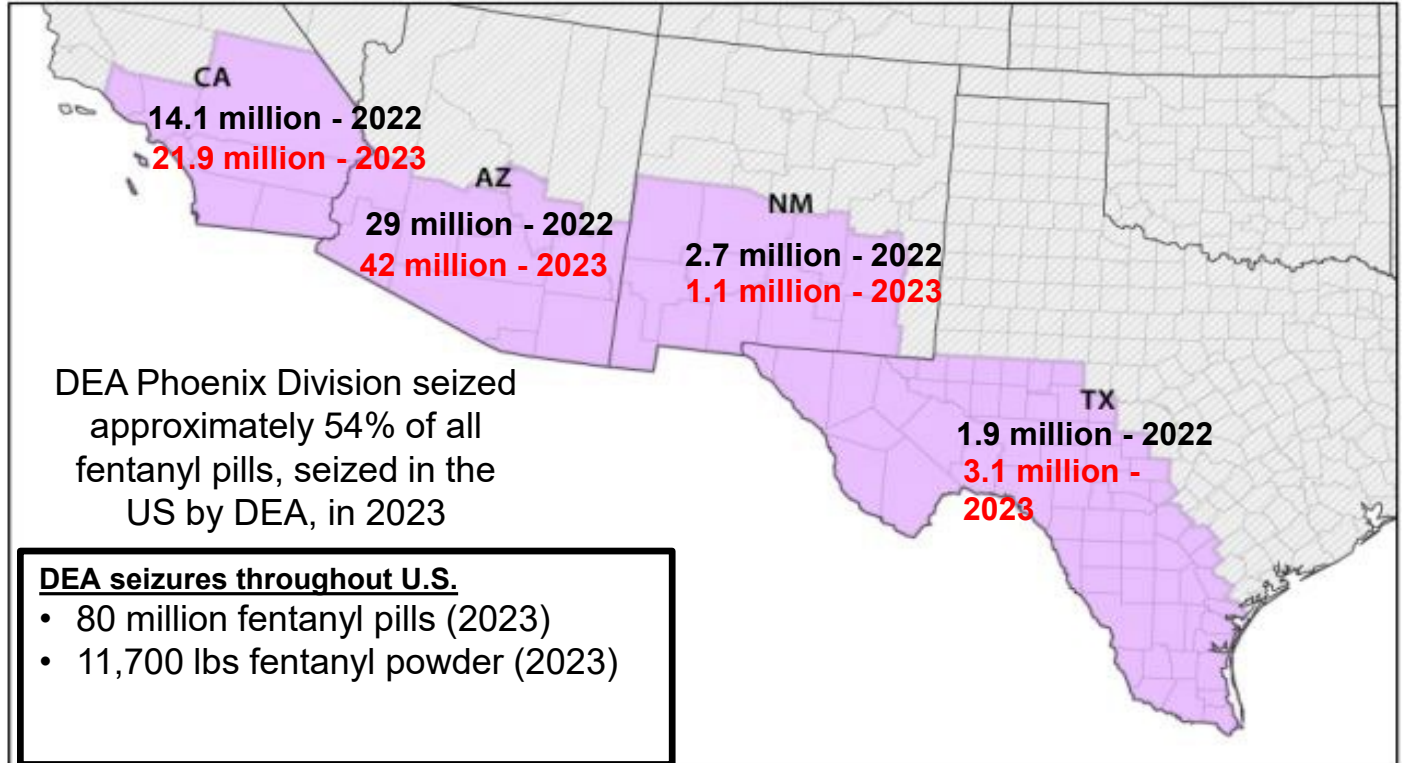 CA
14.1 million - 2022
21.9 million - 2023
AZ
29 million - 2022
42 million - 2023
NM
2.7 million - 2022
1.1 million - 2023
TX
1.9 million - 2022
3.1 million -
2023
DEA Phoenix Division seized
approximately 54% of all
fentanyl pills, seized in the
US by DEA, in 2023
DEA seizures throughout U.S.
• 80 million fentanyl pills (2023)
• 11,700 lbs fentanyl powder (2023)